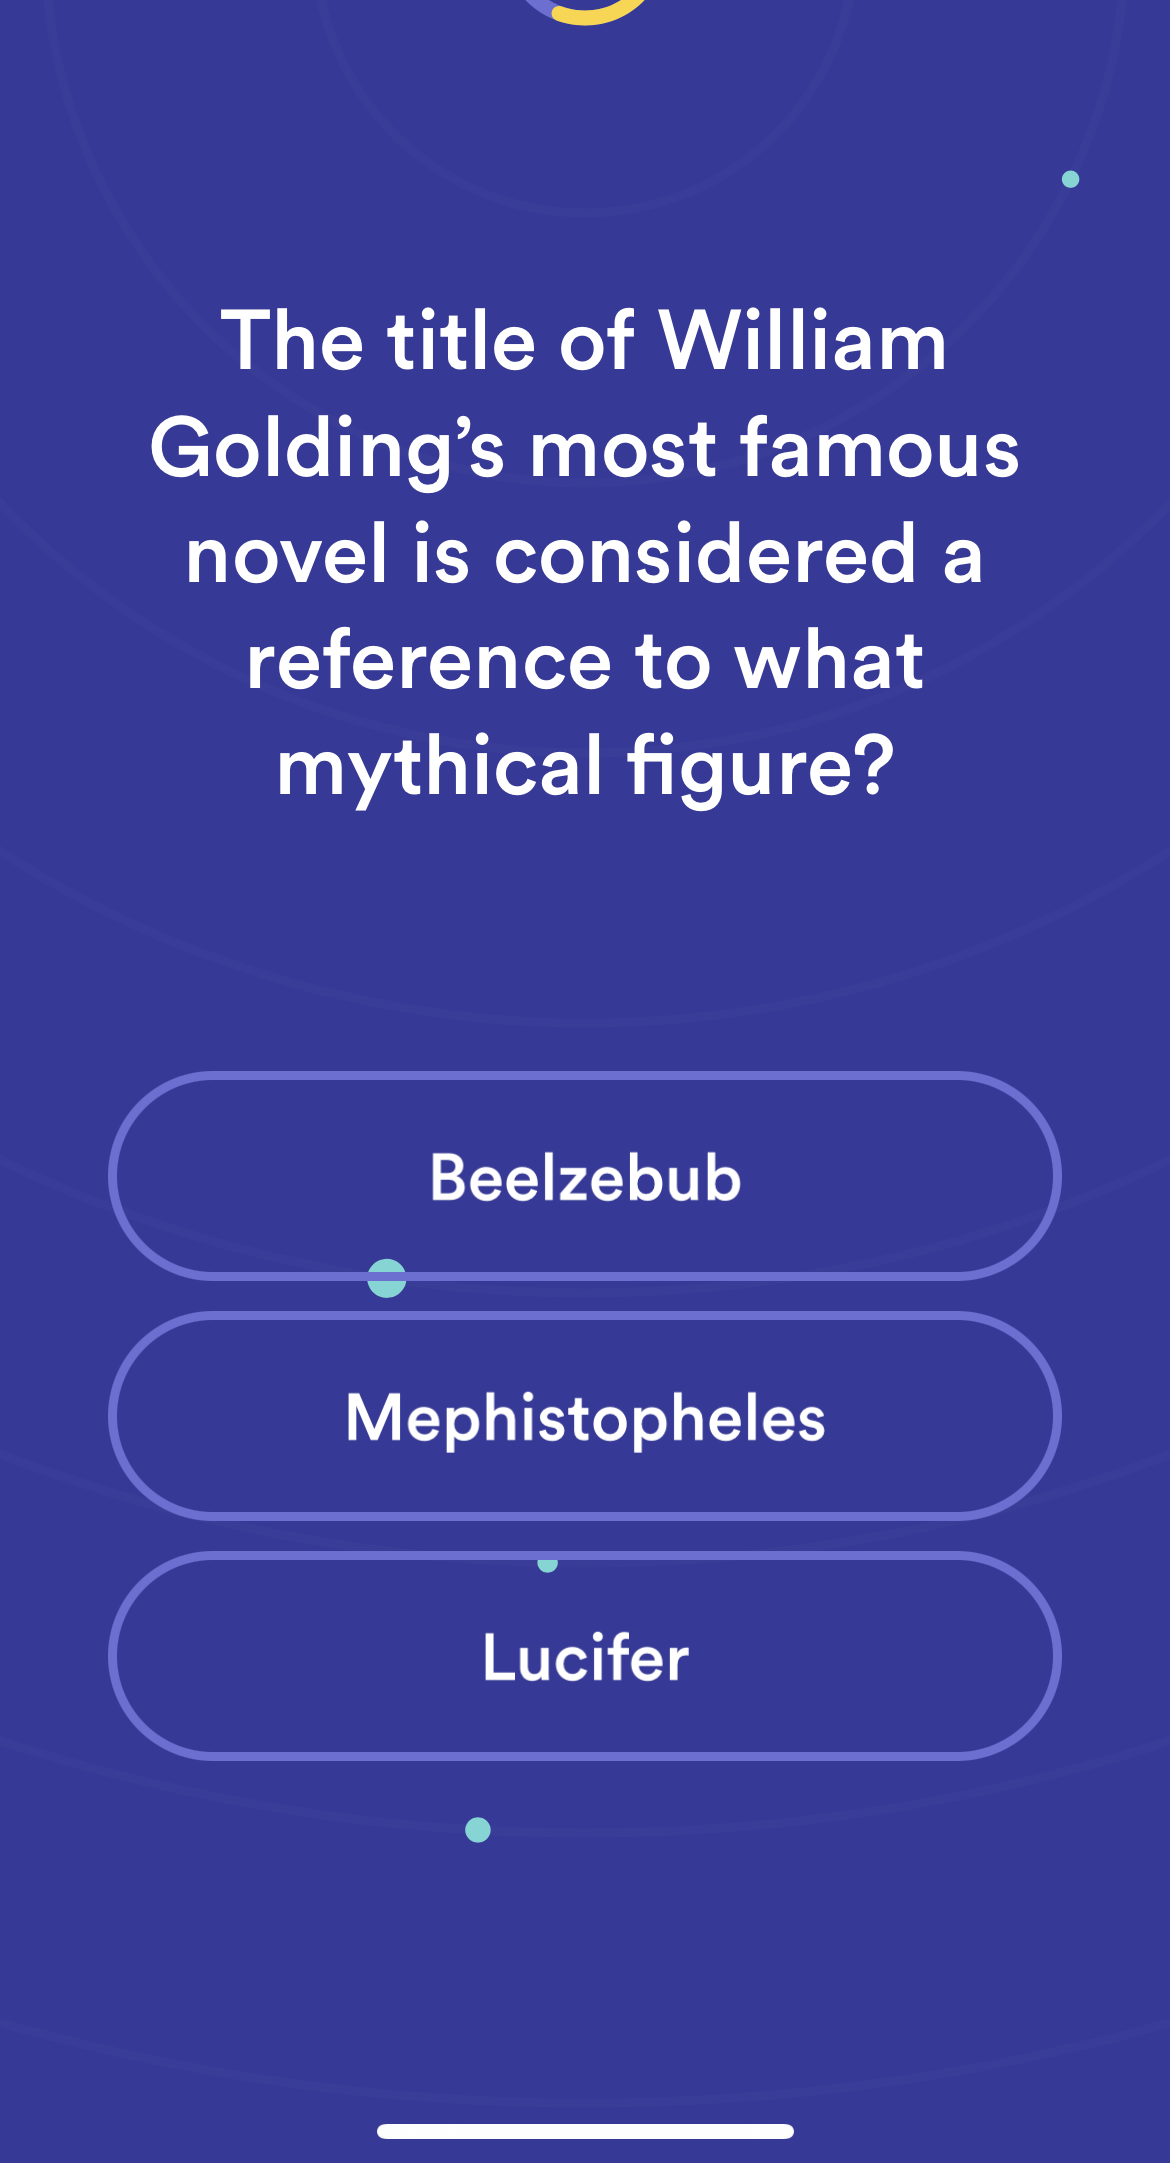 The title of William
Golding’s most famous
novel is considered a
reference to what
mythical figure?
Beelzebub
Mephistopheles
Lucifer